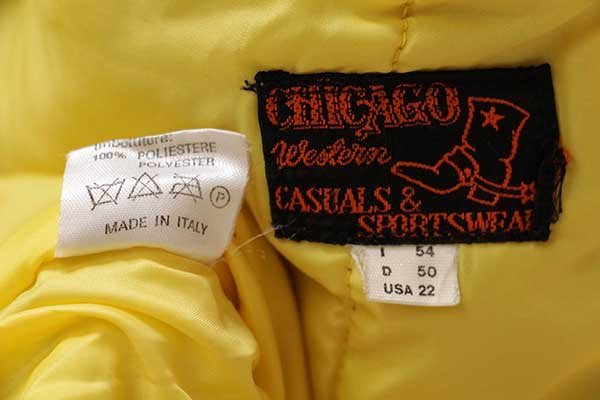 imbottitura:
100% POLIESTERE
POLYESTER
P
MADE IN ITALY
CHICAGO
Western
CASUALS &
SPORTSWEAR
I 54
D 50
USA 22